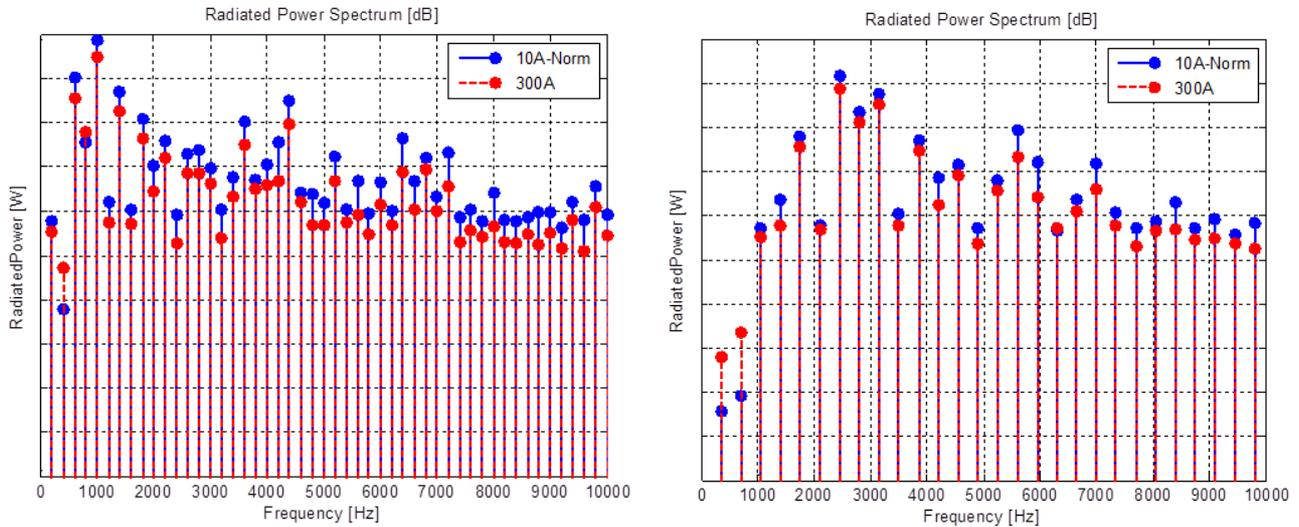 Radiated Power Spectrum [dB]
10A-Norm
300A
RadiatedPower [W]
0 1000 2000 3000 4000 5000 6000 7000 8000 9000 10000
Frequency [Hz]
Radiated Power Spectrum [dB]
10A-Norm
300A
RadiatedPower [W]
0 1000 2000 3000 4000 5000 6000 7000 8000 9000 10000
Frequency [Hz]